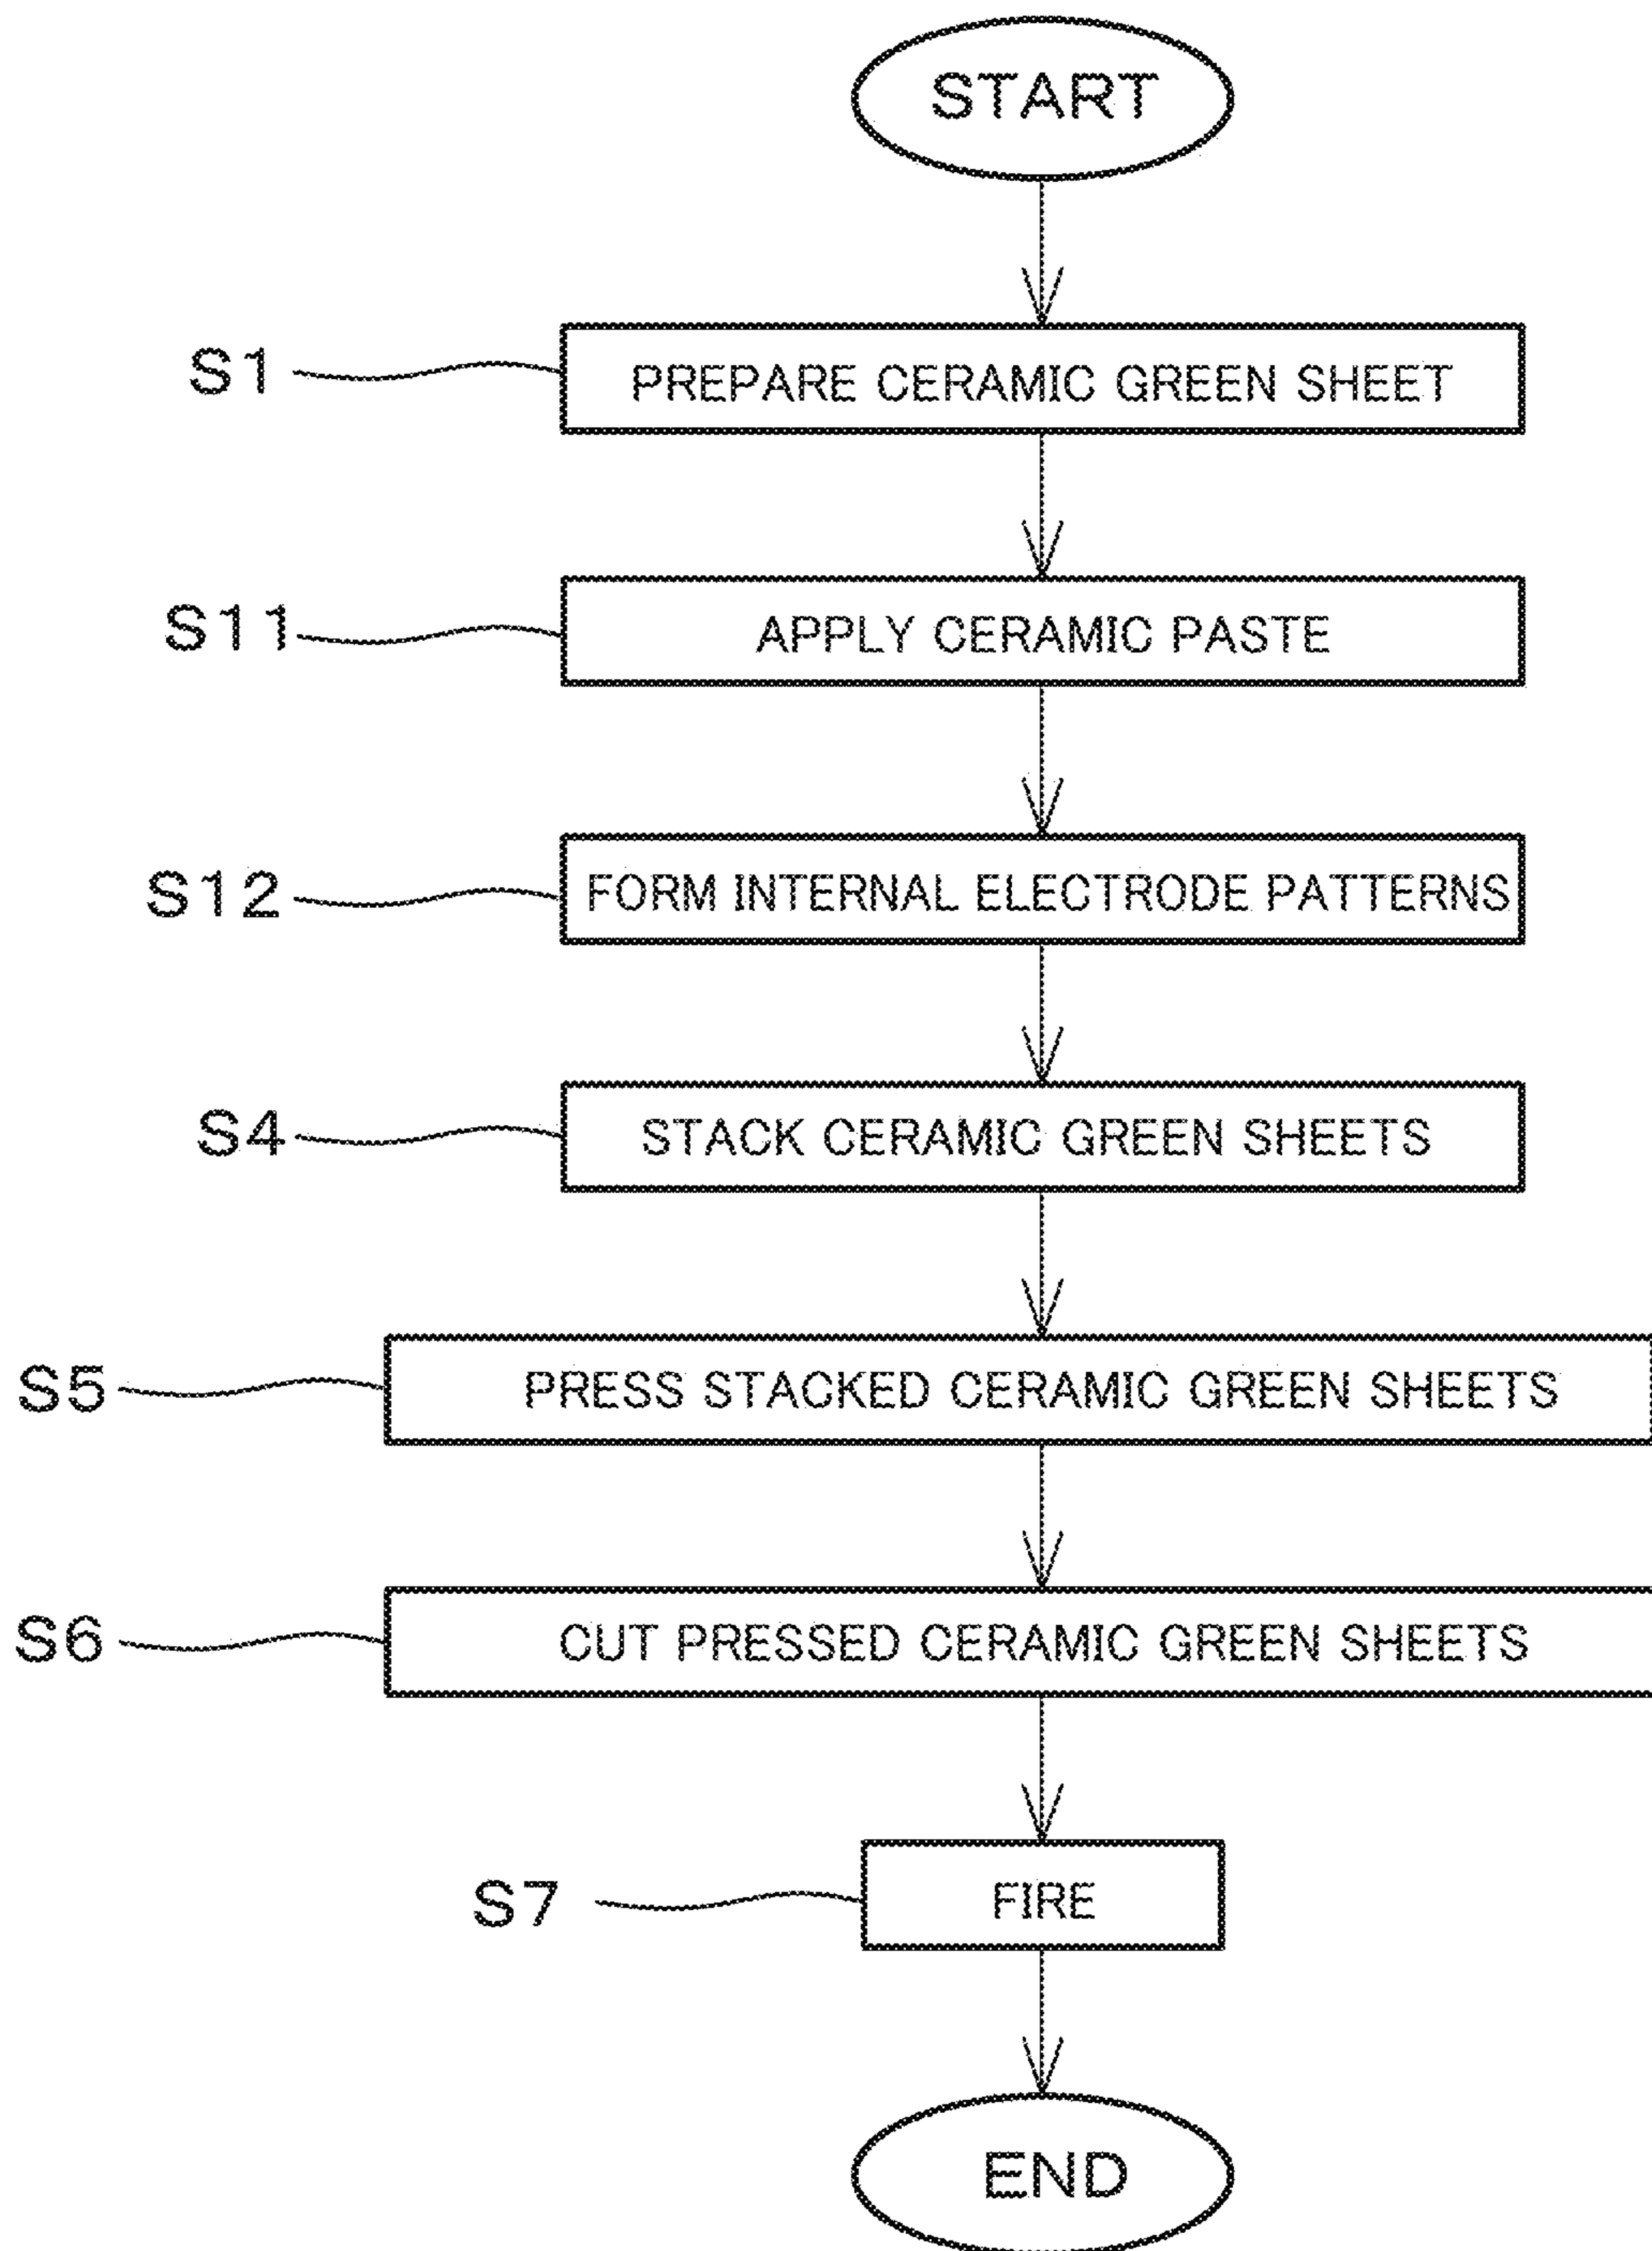 START
S1 PREPARE CERAMIC GREEN SHEET
S11 APPLY CERAMIC PASTE
S12 FORM INTERNAL ELECTRODE PATTERNS
S4 STACK CERAMIC GREEN SHEETS
S5 PRESS STACKED CERAMIC GREEN SHEETS
S6 CUT PRESSED CERAMIC GREEN SHEETS
S7 FIRE
END